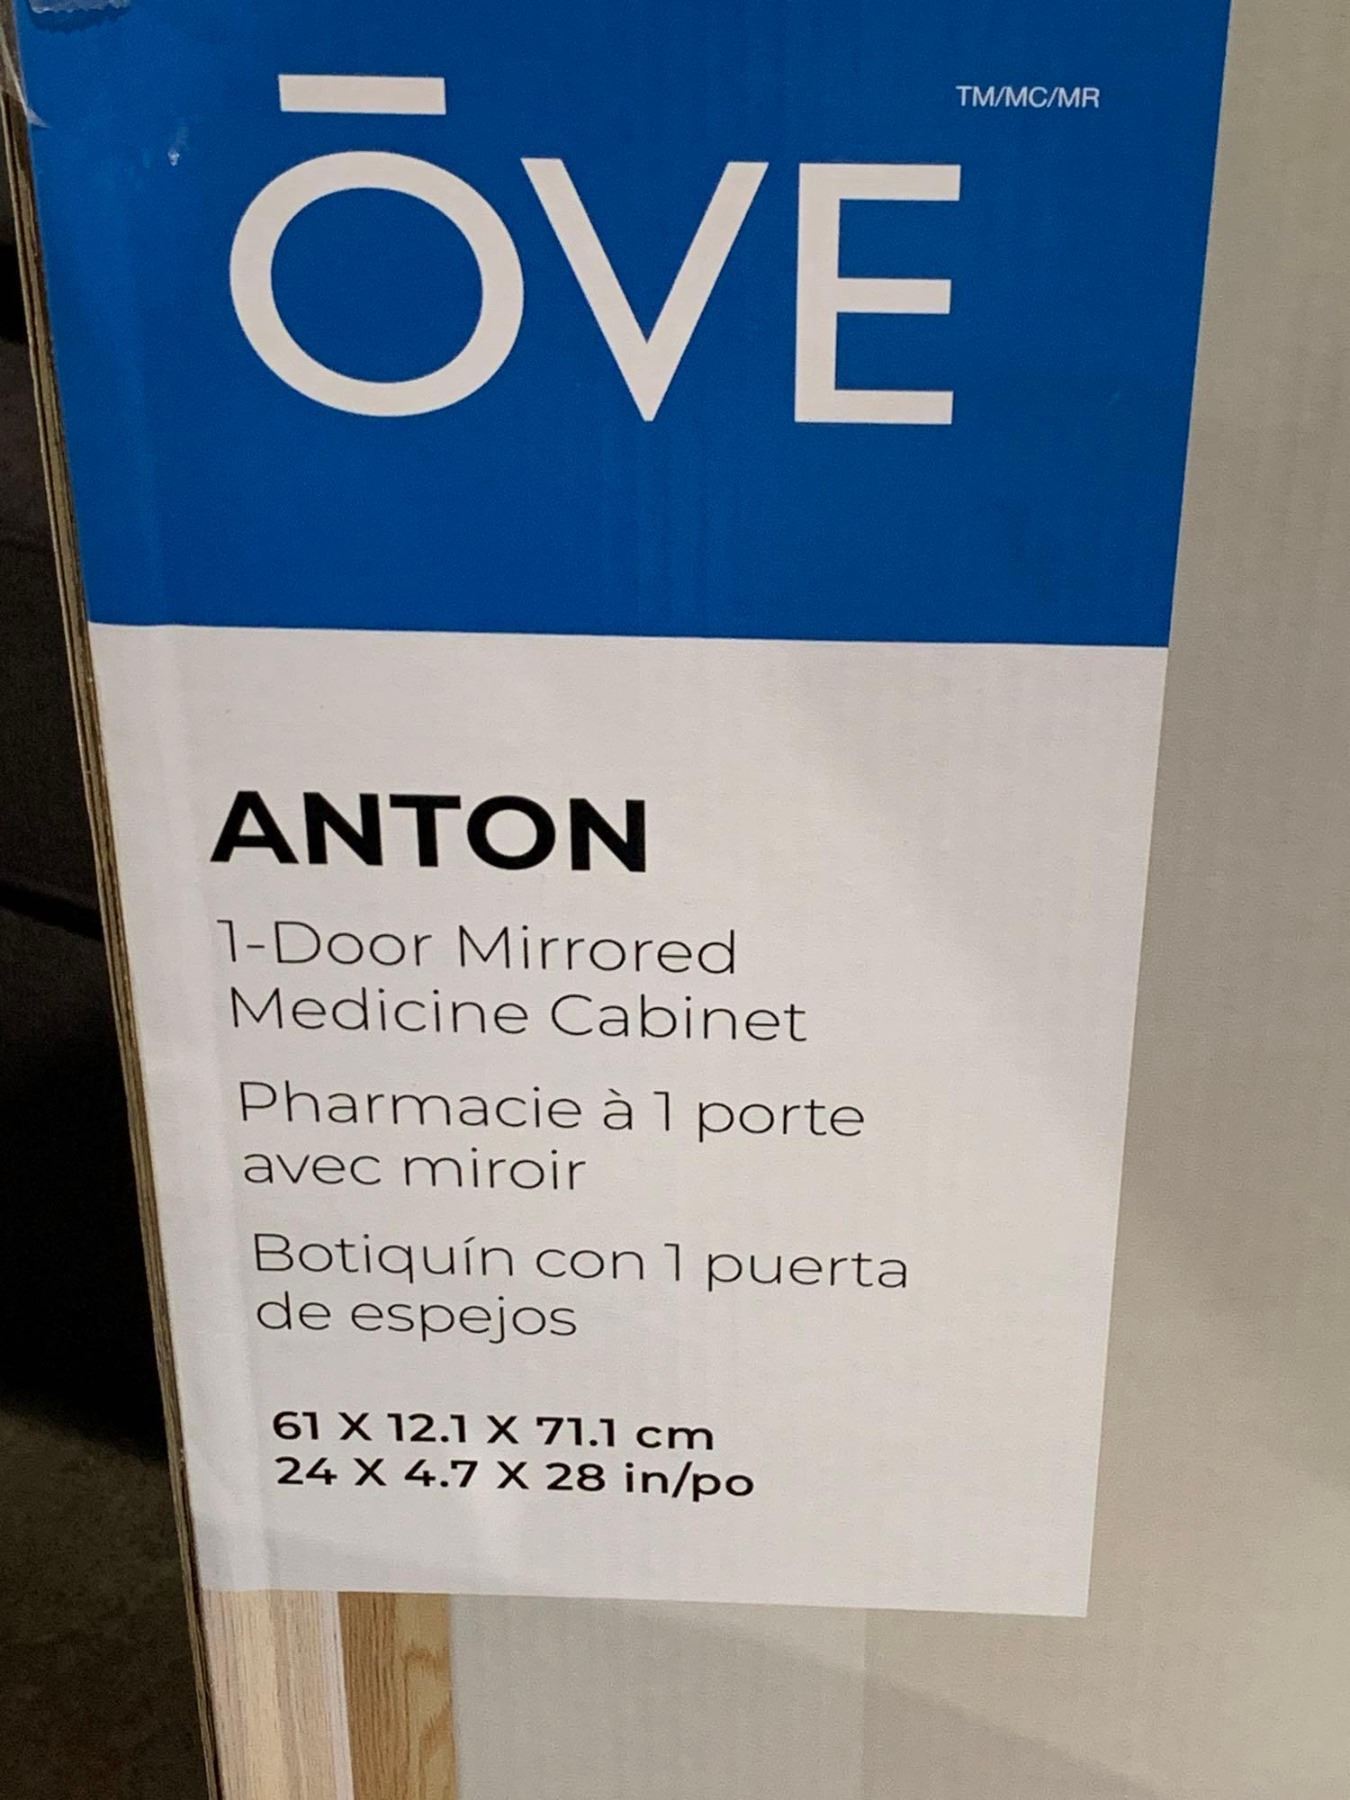 ŌVE
TM/MC/MR
ANTON
1-Door Mirrored
Medicine Cabinet
Pharmacie à 1 porte
avec miroir
Botiquín con 1 puerta
de espejos
61 X 12.1 X 71.1 cm
24 X 4.7 X 28 in/po